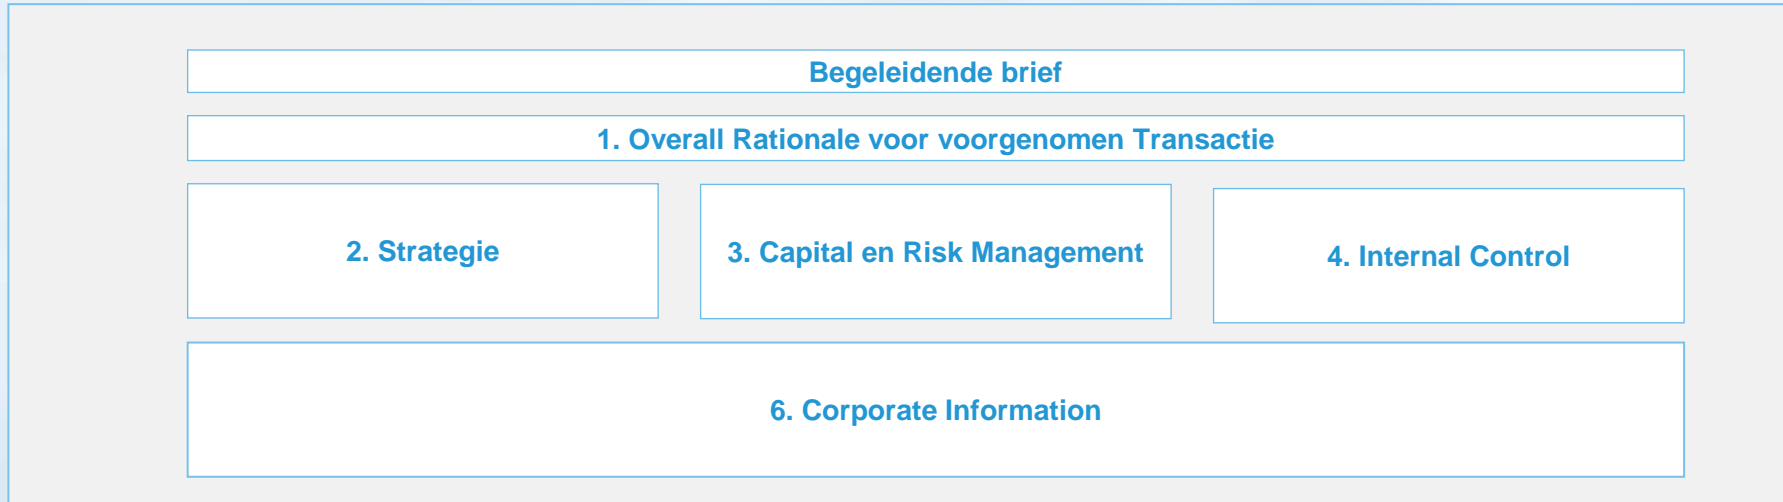 Begeleidende brief
1. Overall Rationale voor voorgenomen Transactie
2. Strategie
3. Capital en Risk Management
4. Internal Control
6. Corporate Information